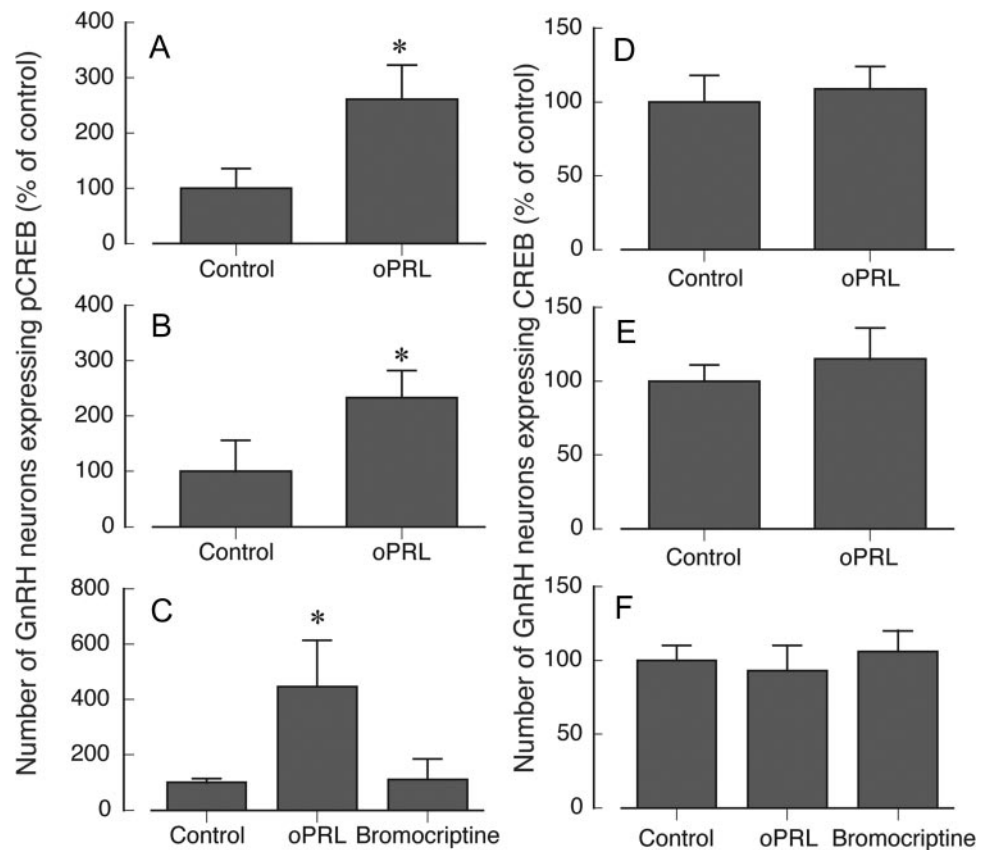 Number of GnRH neurons expressing pCREB (% of control)
A
400
300
200
100
0
*
Control oPRL
B
400
300
200
100
0
*
Control oPRL
C
800
600
400
200
0
*
Control oPRL Bromocriptine
Number of GnRH neurons expressing CREB (% of control)
D
150
100
50
0
Control oPRL
E
150
100
50
0
Control oPRL
F
150
100
50
0
Control oPRL Bromocriptine